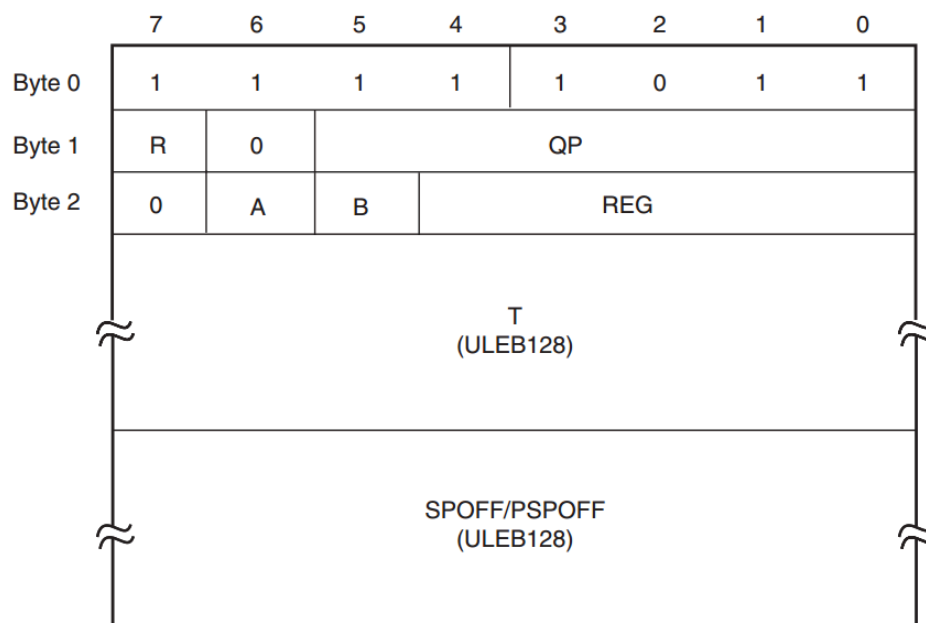 7 6 5 4 3 2 1 0
Byte 0 1 1 1 1 1 0 1 1
Byte 1 R 0 QP
Byte 2 0 A B REG
T
(ULEB128)
SPOFF/PSPOFF
(ULEB128)